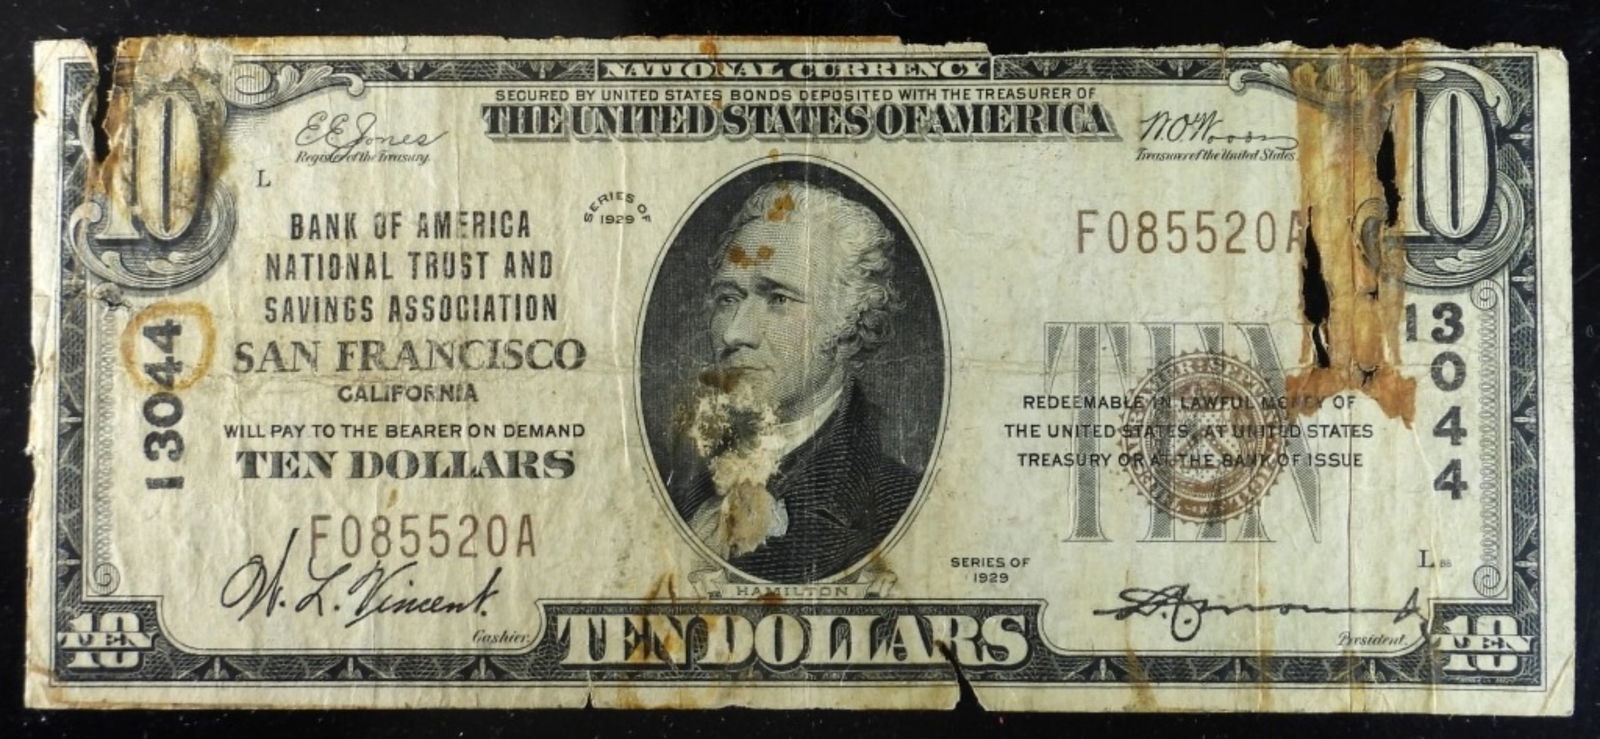 NATIONAL CURRENCY
SECURED BY UNITED STATES BONDS DEPOSITED WITH THE TREASURER OF
THE UNITED STATES OF AMERICA
10
10
E E Jones
Register of the Treasury.
W.O. Woods
Treasurer of the United States.
L
SERIES OF
1929
BANK OF AMERICA
NATIONAL TRUST AND
SAVINGS ASSOCIATION
SAN FRANCISCO
CALIFORNIA
WILL PAY TO THE BEARER ON DEMAND
TEN DOLLARS
13044
F085520A
F085520A
13044
TEN
REDEEMABLE IN LAWFUL MONEY OF
THE UNITED STATES, AT UNITED STATES
TREASURY OR AT THE BANK OF ISSUE
SERIES OF
1929
L 88
W. L. Vincent.
Cashier.
HAMILTON
President.
10
TEN
TEN DOLLARS
10
TEN